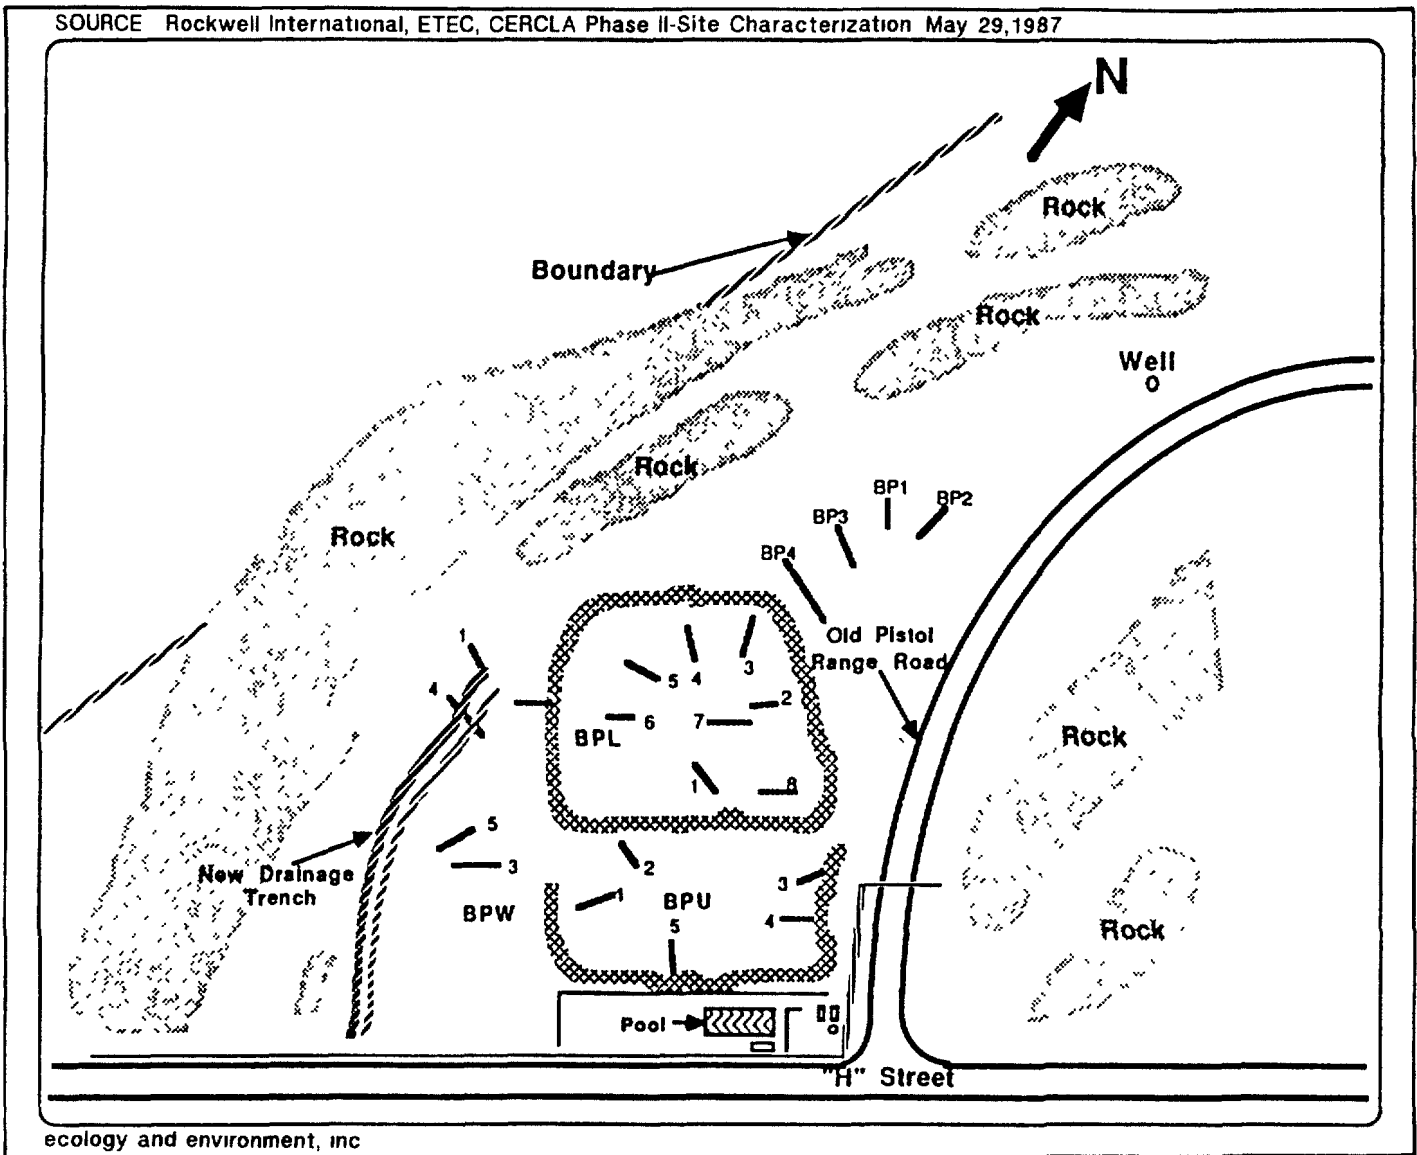 SOURCE Rockwell International, ETEC, CERCLA Phase II-Site Characterization May 29,1987
N
Rock
Boundary
Rock
Well
Rock
BP1
BP2
BP3
Rock
BP4
1
Old Pistol
Range Road
3
5
4
4
2
6
7
BPL
Rock
1
8
5
3
2
New Drainage
Trench
3
1
BPU
BPW
4
5
Rock
Pool
"H" Street
ecology and environment, inc